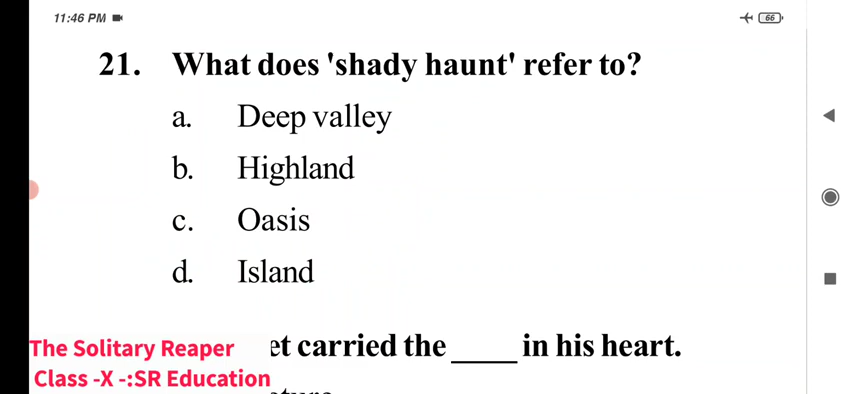 11:46 PM
66
21. What does 'shady haunt' refer to?
a. Deep valley
b. Highland
c. Oasis
d. Island
The Solitary Reaper
et carried the ____ in his heart.
Class -X -:SR Education